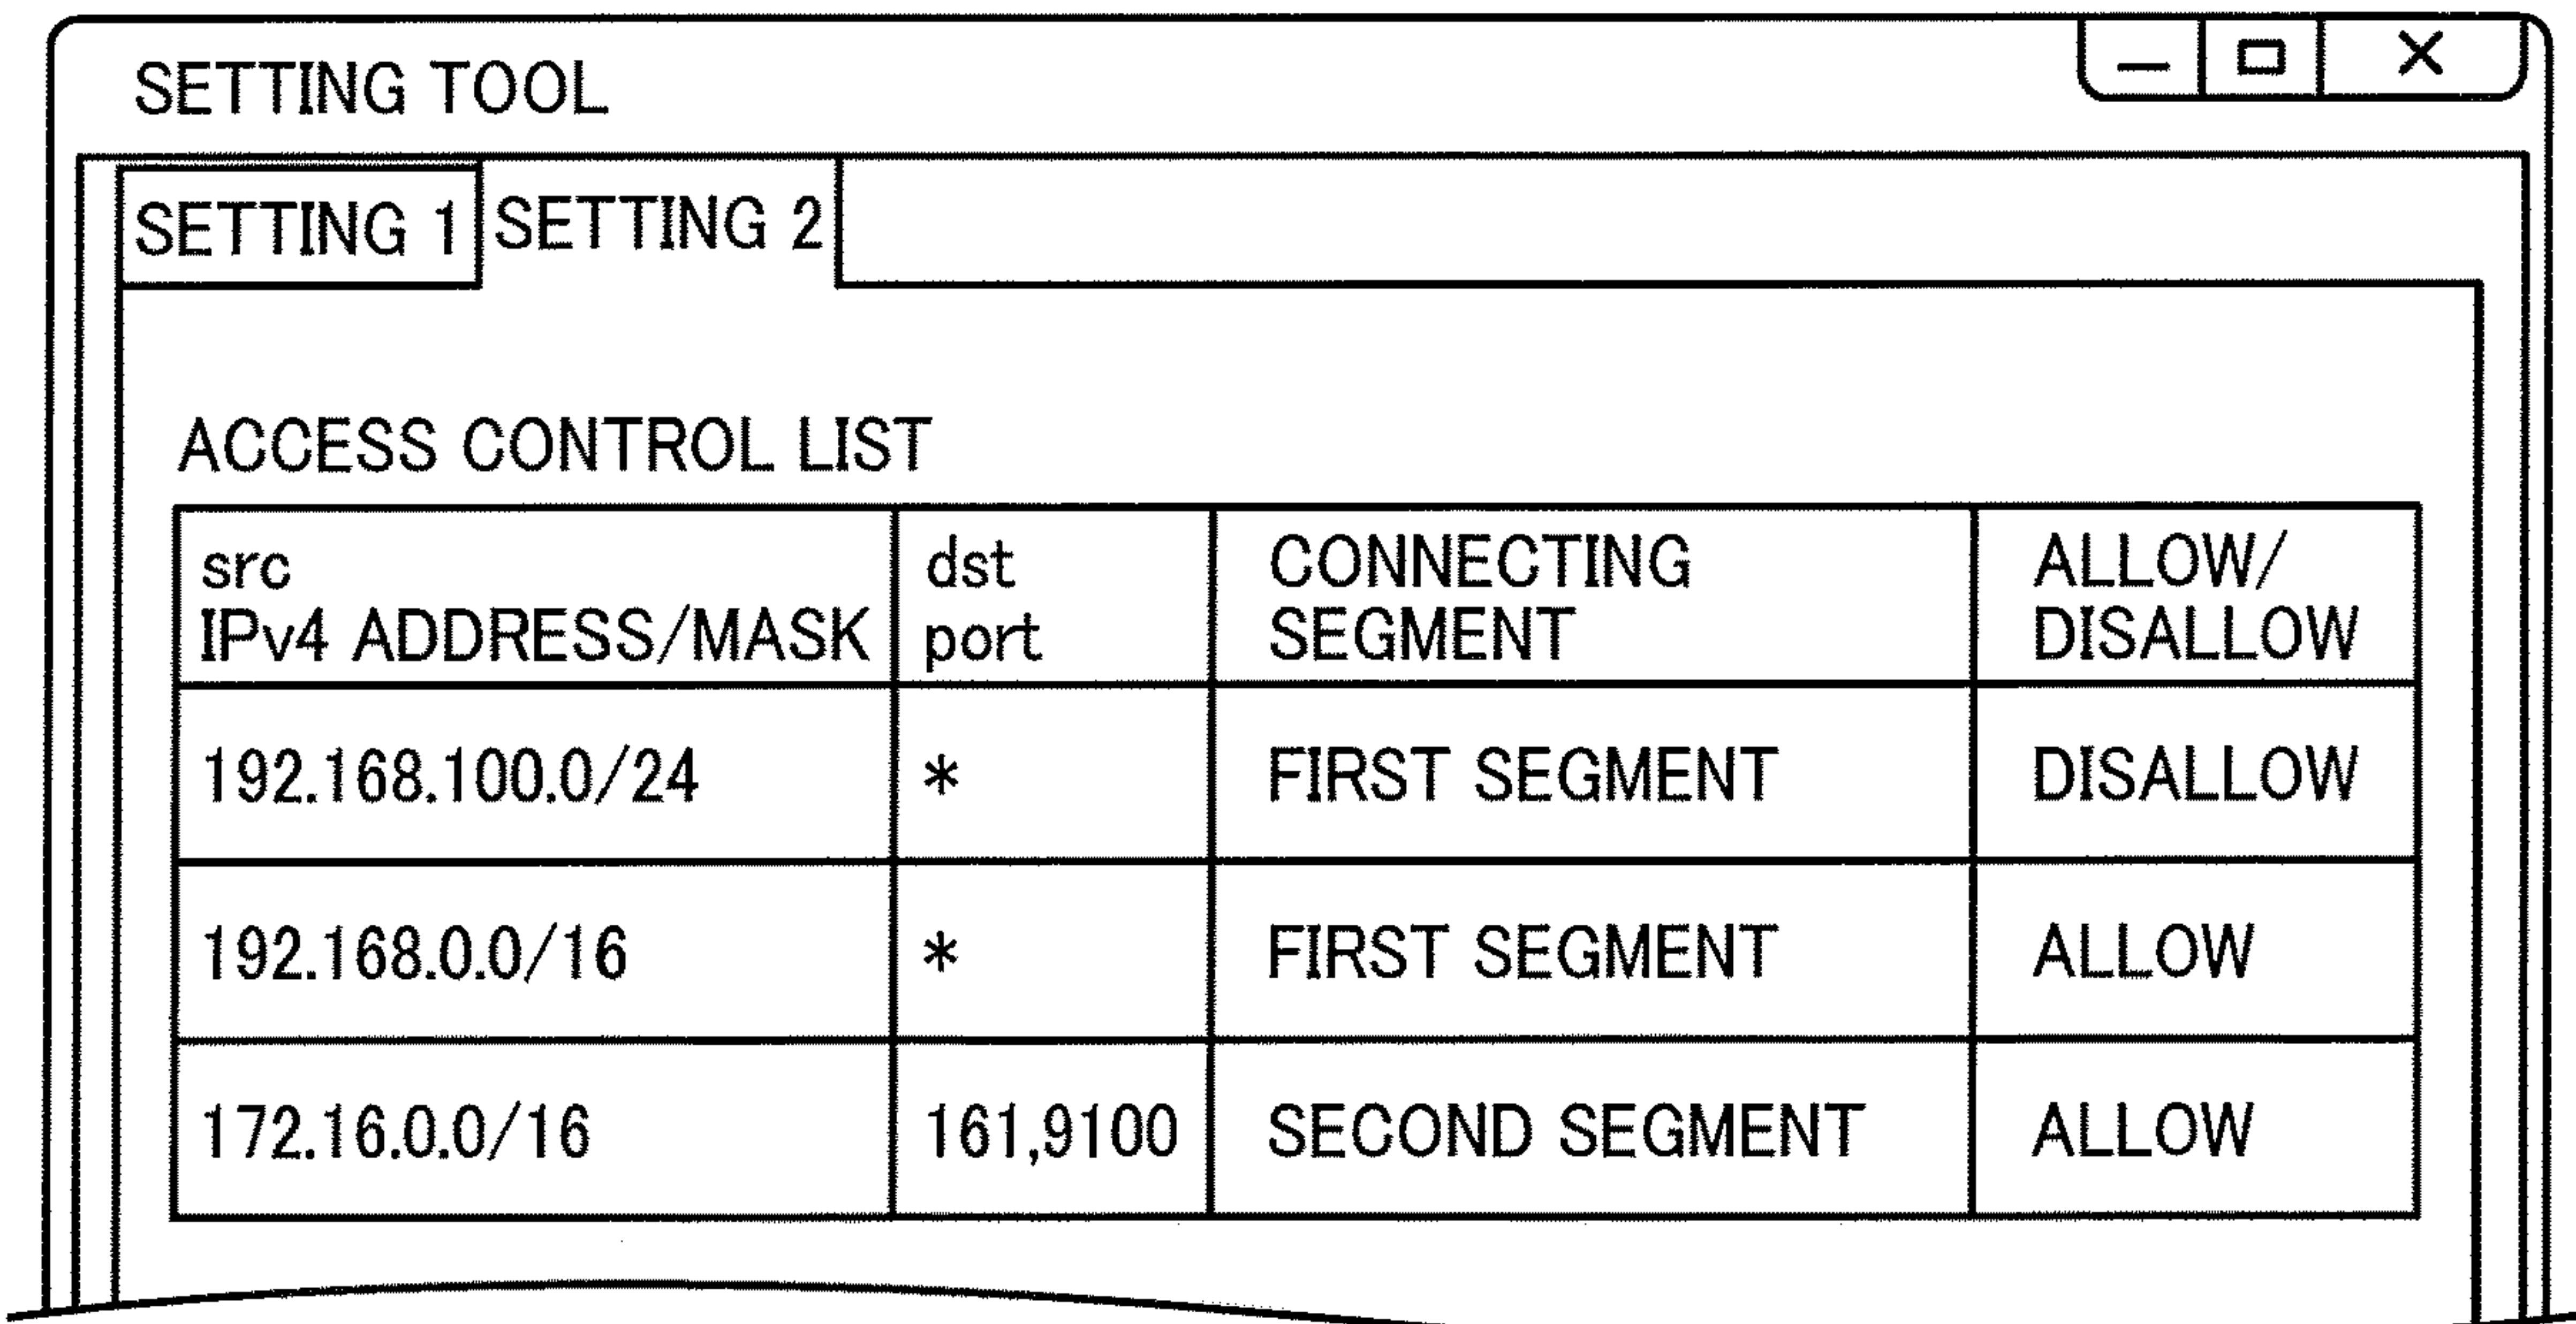 SETTING TOOL
SETTING 1 SETTING 2
ACCESS CONTROL LIST
src
IPv4 ADDRESS/MASK
dst
port
CONNECTING
SEGMENT
ALLOW/
DISALLOW
192.168.100.0/24 * FIRST SEGMENT DISALLOW
192.168.0.0/16 * FIRST SEGMENT ALLOW
172.16.0.0/16 161,9100 SECOND SEGMENT ALLOW